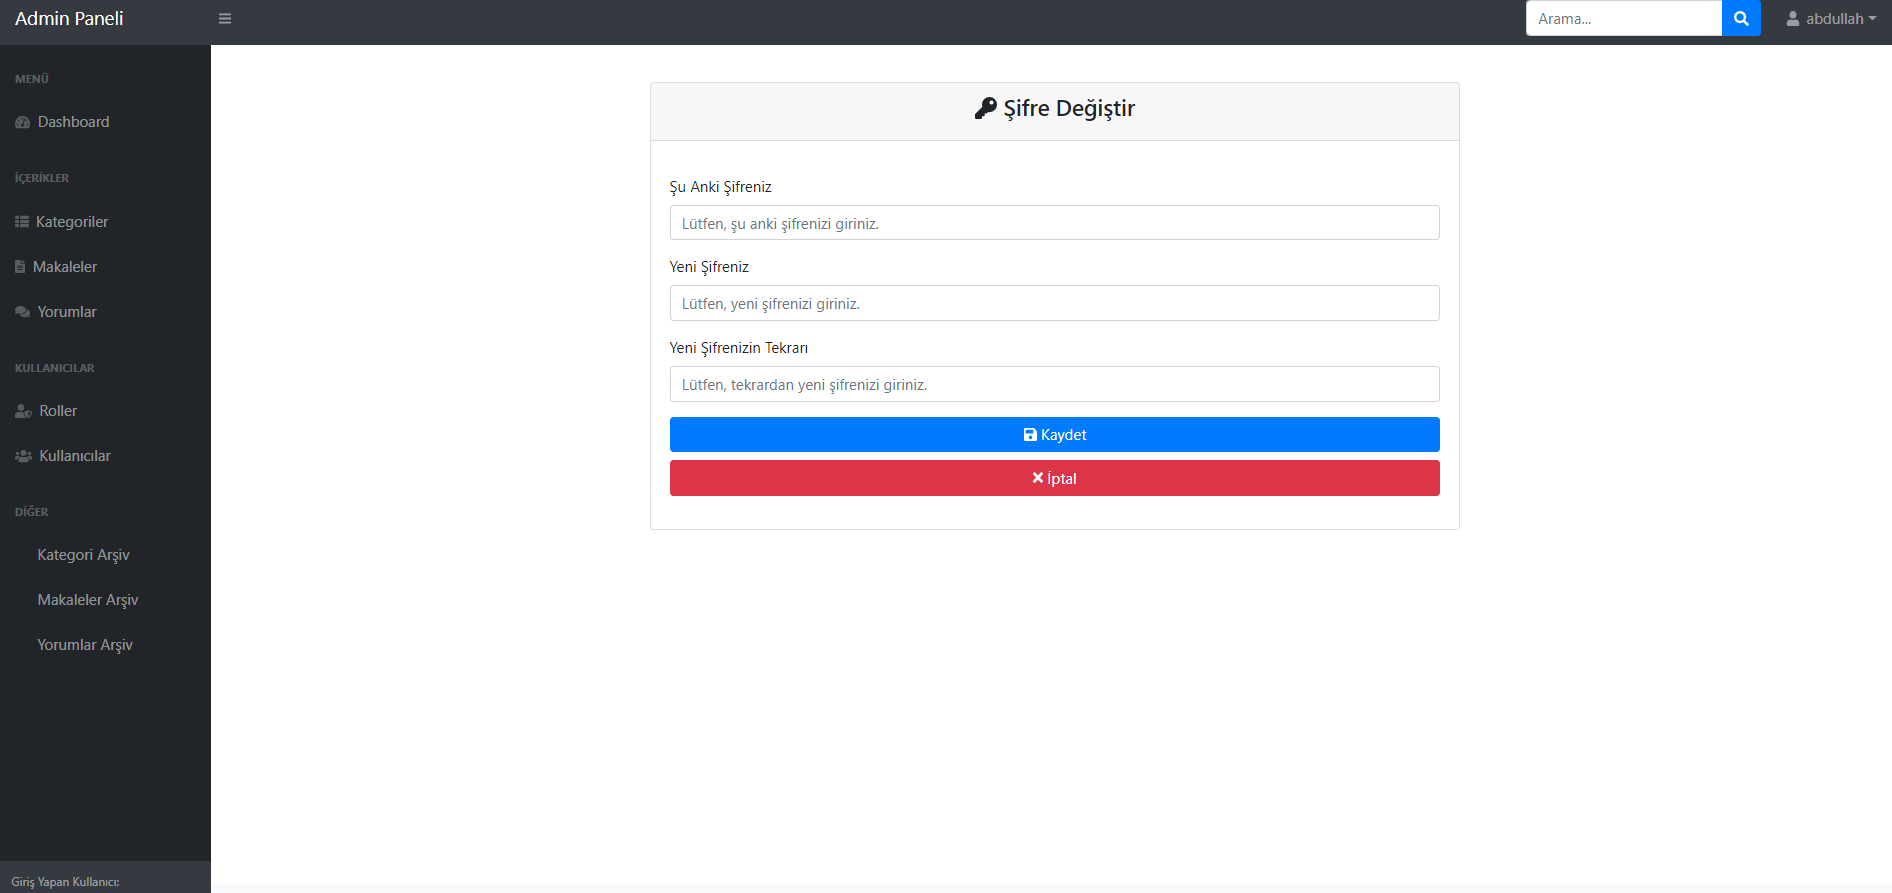 Admin Paneli
Arama...
abdullah
MENÜ
Dashboard
İÇERİKLER
Kategoriler
Makaleler
Yorumlar
KULLANICILAR
Roller
Kullanıcılar
DİĞER
Kategori Arşiv
Makaleler Arşiv
Yorumlar Arşiv
Giriş Yapan Kullanıcı:
Şifre Değiştir
Şu Anki Şifreniz
Lütfen, şu anki şifrenizi giriniz.
Yeni Şifreniz
Lütfen, yeni şifrenizi giriniz.
Yeni Şifrenizin Tekrarı
Lütfen, tekrardan yeni şifrenizi giriniz.
Kaydet
İptal